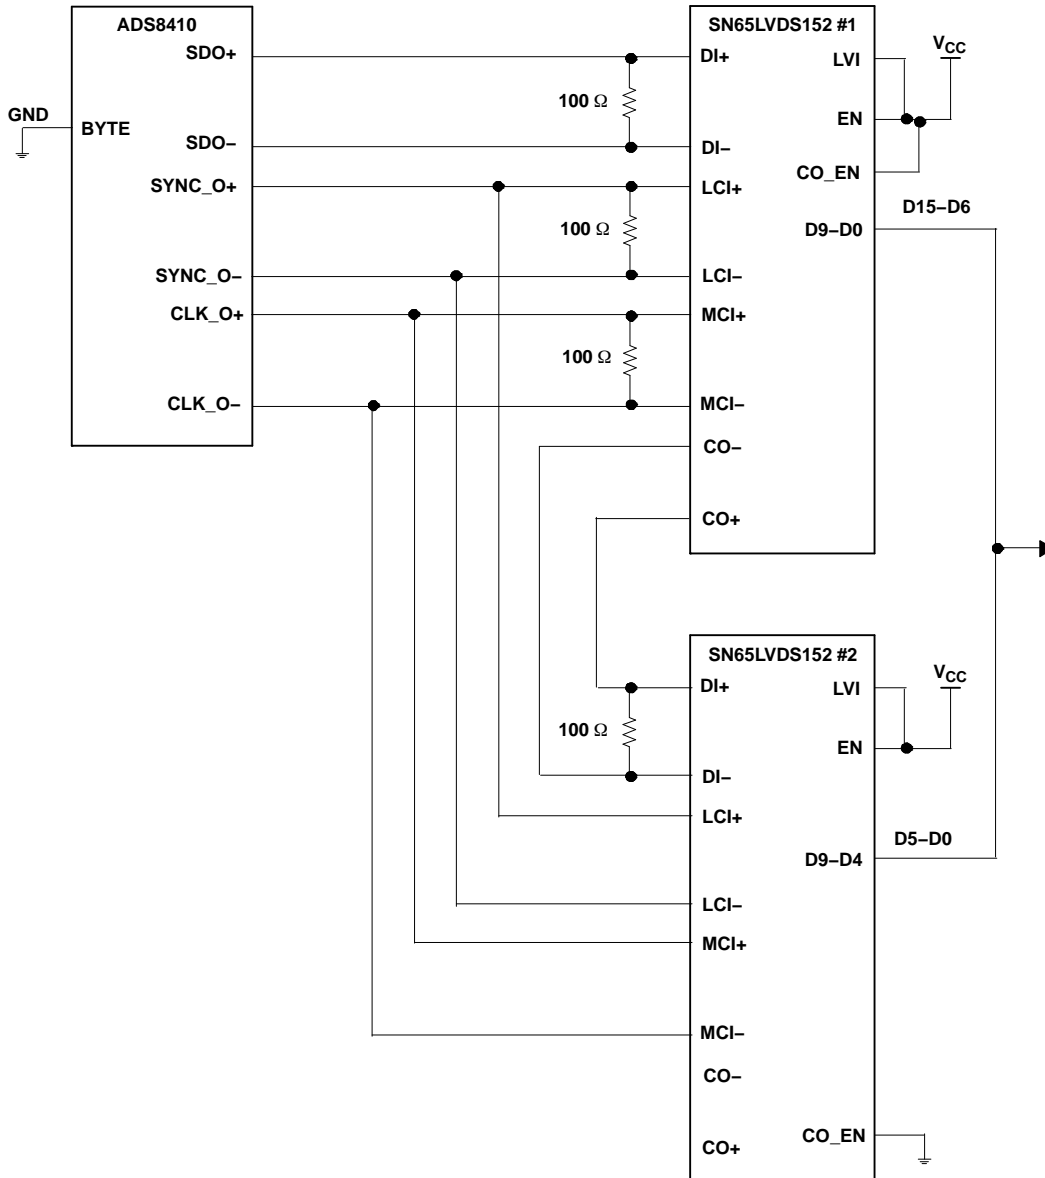 ADS8410
SDO+
GND
BYTE
SDO−
SYNC_O+
SYNC_O−
CLK_O+
CLK_O−
100 Ω
100 Ω
100 Ω
SN65LVDS152 #1
DI+
LVI
VCC
EN
DI−
CO_EN
LCI+
D15−D6
D9−D0
LCI−
MCI+
MCI−
CO−
CO+
SN65LVDS152 #2
DI+
LVI
VCC
100 Ω
EN
DI−
LCI+
D5−D0
D9−D4
LCI−
MCI+
MCI−
CO−
CO_EN
CO+